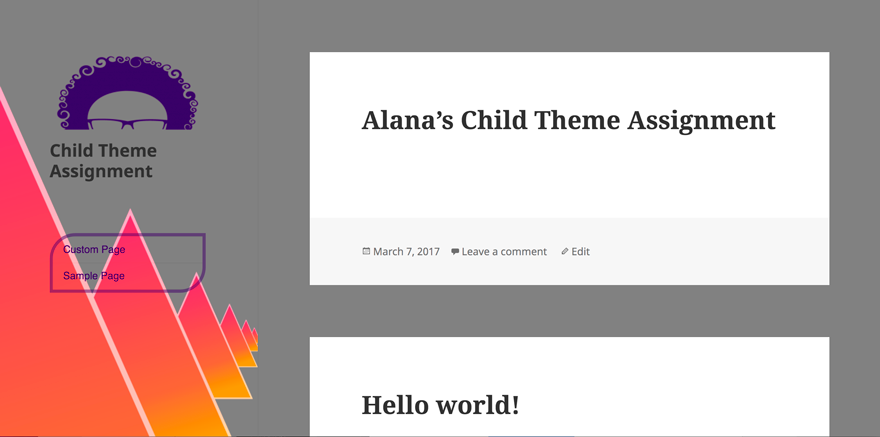 Child Theme
Assignment
Custom Page
Sample Page
Alana’s Child Theme Assignment
March 7, 2017 Leave a comment Edit
Hello world!